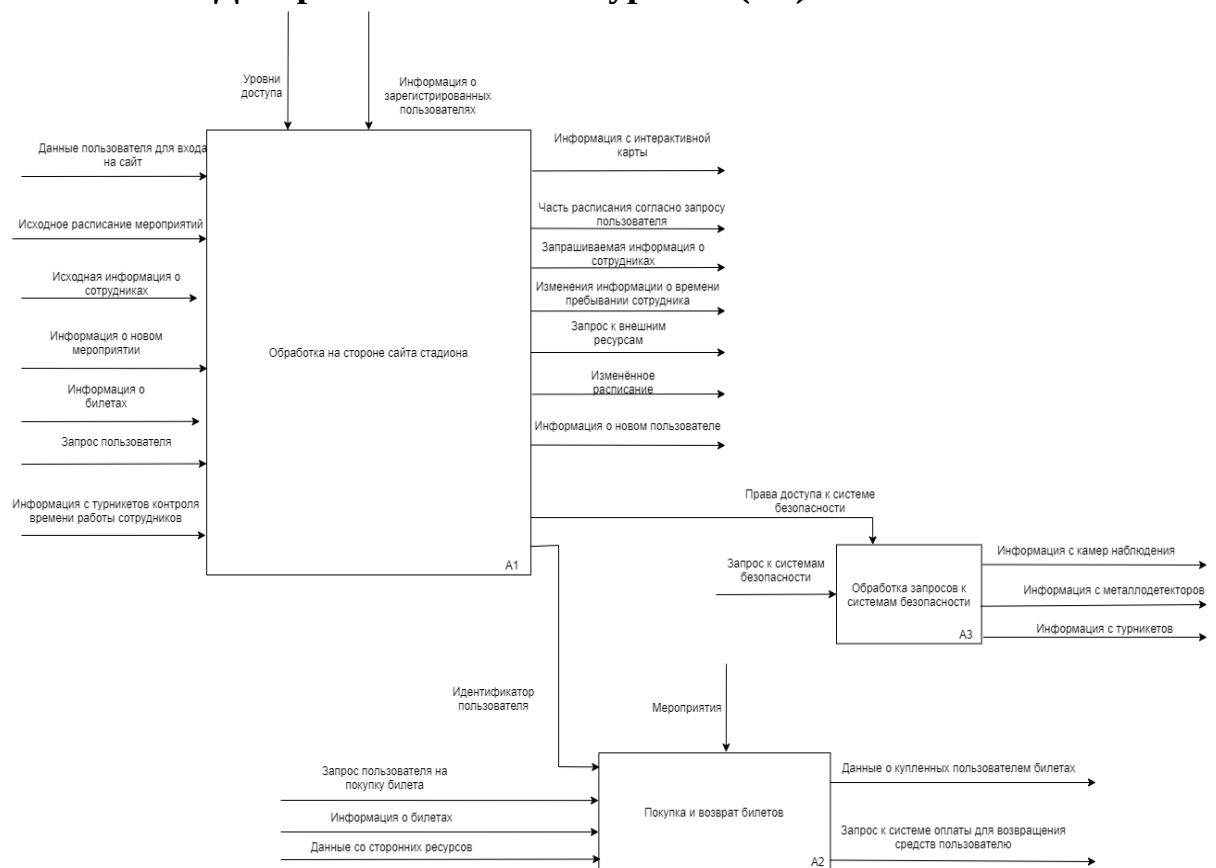 Уровни
доступа
Информация о
зарегистрированных
пользователях
Данные пользователя для входа
на сайт
Исходное расписание мероприятий
Исходная информация о
сотрудниках
Информация о новом
мероприятии
Информация о
билетах
Запрос пользователя
Информация с турникетов контроля
времени работы сотрудников
Обработка на стороне сайта стадиона
A1
Информация с интерактивной
карты
Часть расписания согласно запросу
пользователя
Запрашиваемая информация о
сотрудниках
Изменения информации о времени
пребывании сотрудника
Запрос к внешним
ресурсам
Изменённое
расписание
Информация о новом пользователе
Права доступа к системе
безопасности
Запрос к системам
безопасности
Обработка запросов к
системам безопасности
A3
Информация с камер наблюдения
Информация с металлодетекторов
Информация с турникетов
Идентификатор
пользователя
Мероприятия
Запрос пользователя на
покупку билета
Информация о билетах
Данные со сторонних ресурсов
Покупка и возврат билетов
A2
Данные о купленных пользователем билетах
Запрос к системе оплаты для возвращения
средств пользователю